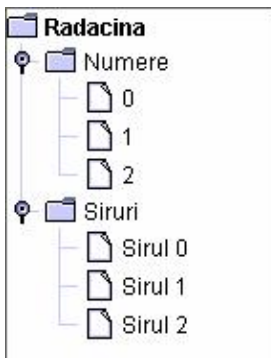 Radacina
Numere
0
1
2
Siruri
Sirul 0
Sirul 1
Sirul 2